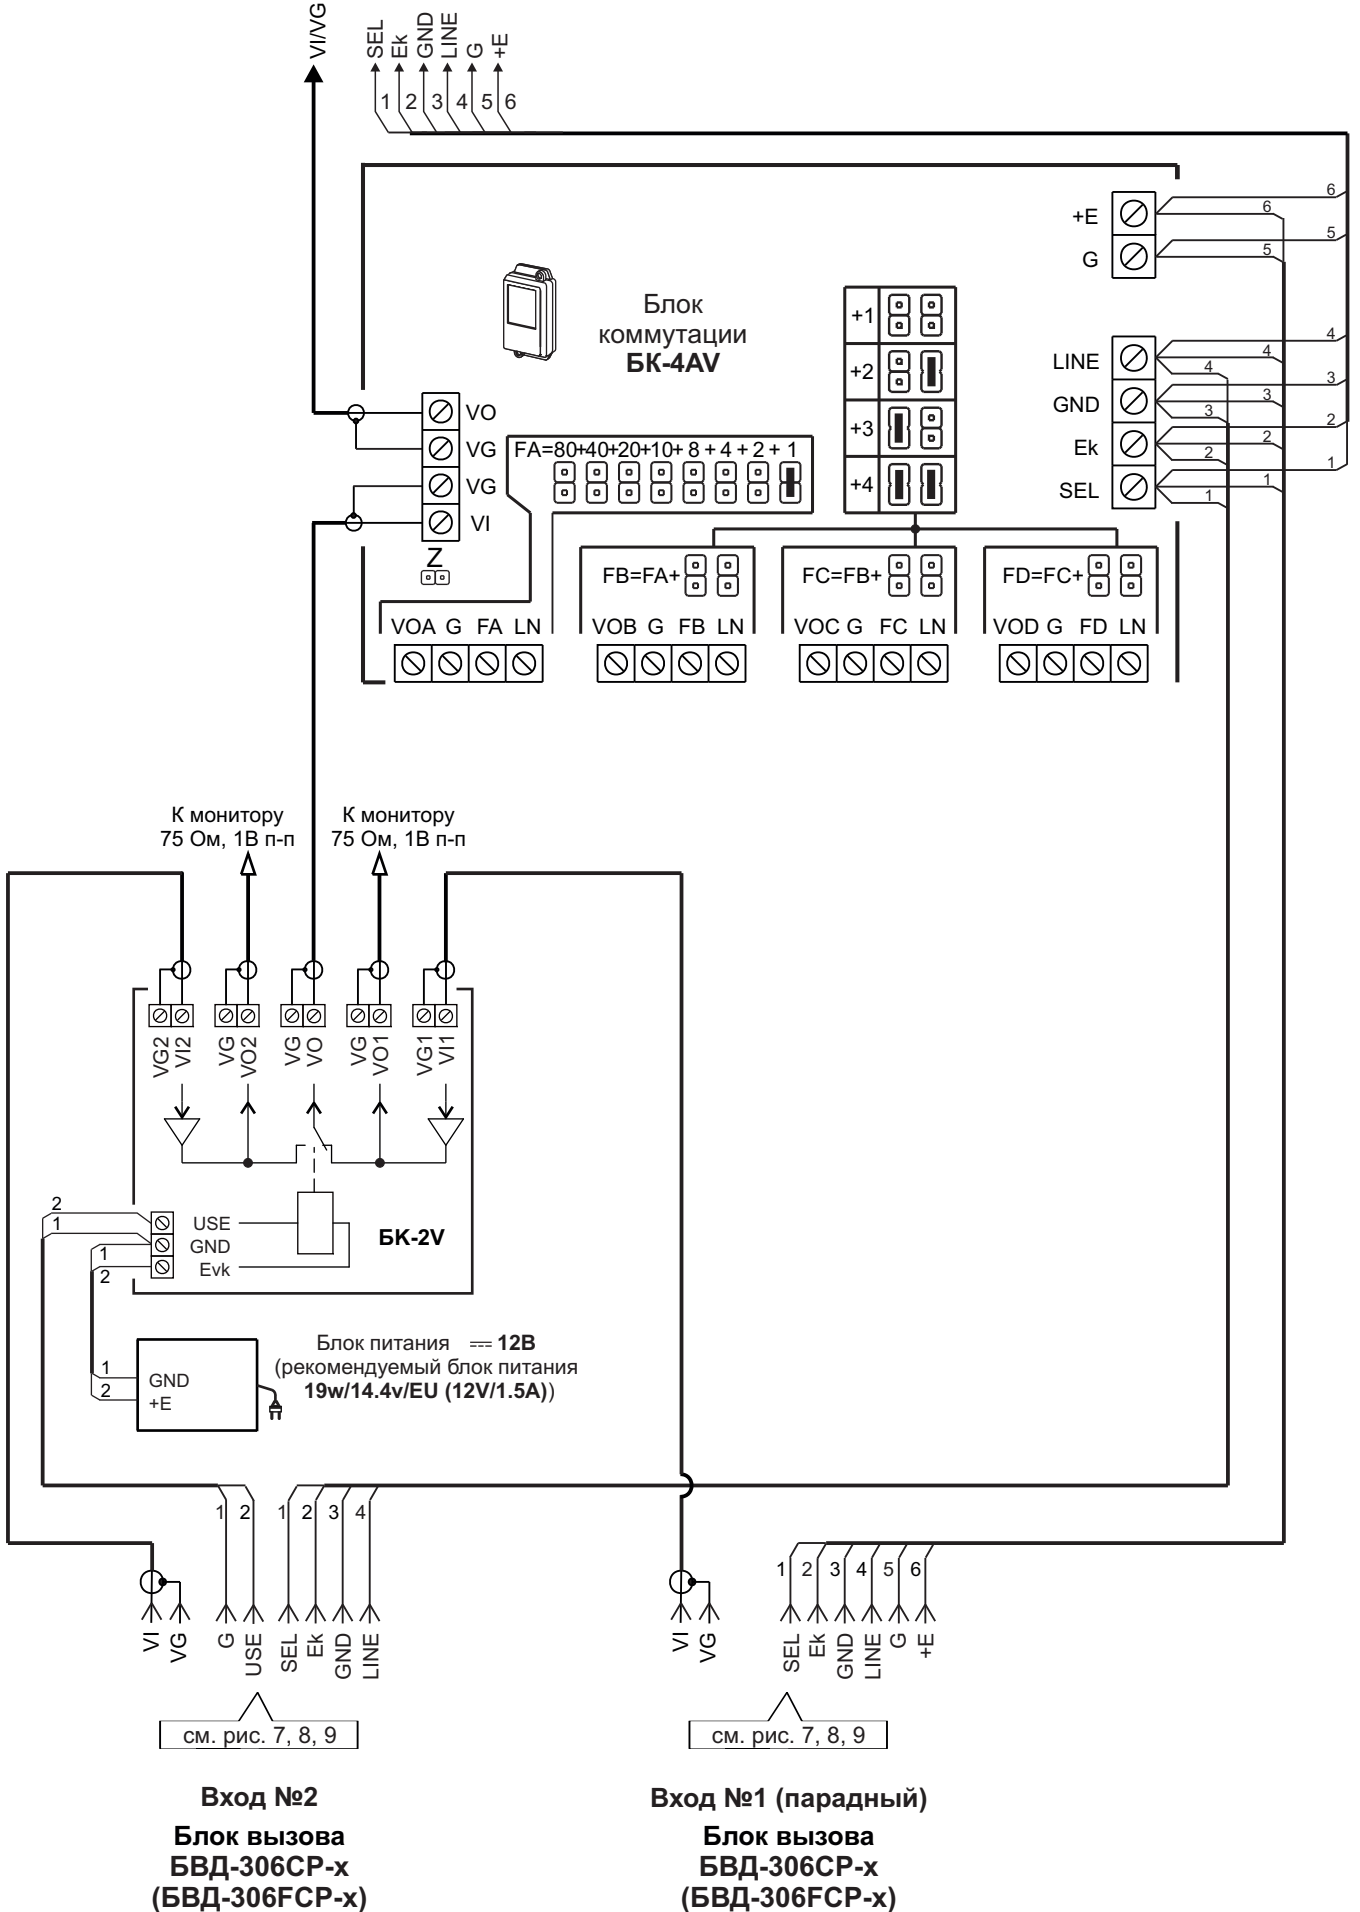 VI/VG
SEL
Ek
GND
LINE
G
+E
1 2 3 4 5 6
+E
G
6
6
5
5
Блок
коммутации
БК-4AV
+1
+2
+3
+4
LINE
GND
Ek
SEL
4
4
4
3
3
3
2
2
2
1
1
1
VO
VG
VG
VI
Z
FA=80+40+20+10+ 8 + 4 + 2 + 1
FB=FA+
FC=FB+
FD=FC+
VOA G FA LN
VOB G FB LN
VOC G FC LN
VOD G FD LN
К монитору
75 Ом, 1В п-п
К монитору
75 Ом, 1В п-п
VG2
VI2
VG
VO2
VG
VO
VG
VO1
VG1
VI1
2
1
1
2
USE
GND
Evk
БК-2V
1
2
GND
+E
Блок питания 12В
(рекомендуемый блок питания
19w/14.4v/EU (12V/1.5A))
1 2 1 2 3 4
1 2 3 4 5 6
VI
VG
G
USE
SEL
Ek
GND
LINE
VI
VG
SEL
Ek
GND
LINE
G
+E
см. рис. 7, 8, 9
см. рис. 7, 8, 9
Вход №2
Блок вызова
БВД-306CP-x
(БВД-306FCP-x)
Вход №1 (парадный)
Блок вызова
БВД-306CP-x
(БВД-306FCP-x)